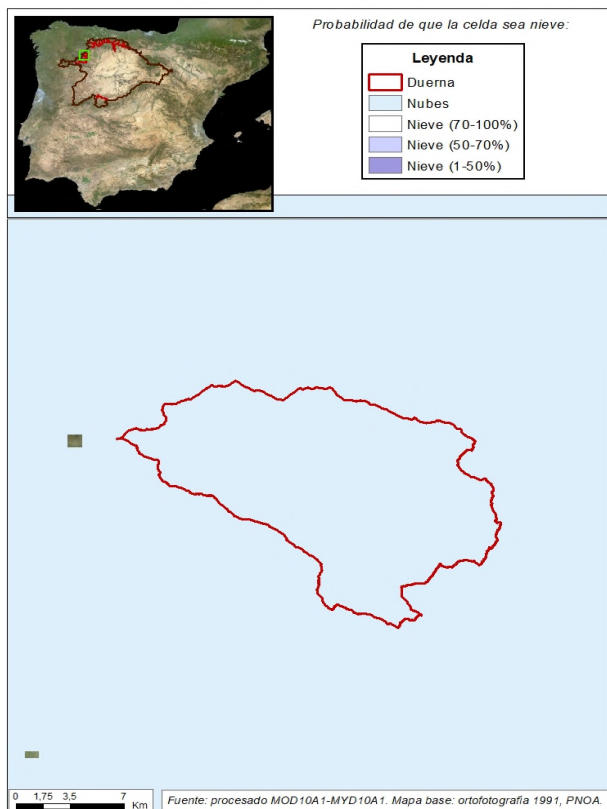 Probabilidad de que la celda sea nieve:
Leyenda
Duerna
Nubes
Nieve (70-100%)
Nieve (50-70%)
Nieve (1-50%)
0 1,75 3,5 7
Km
Fuente: procesado MOD10A1-MYD10A1. Mapa base: ortofotografía 1991, PNOA